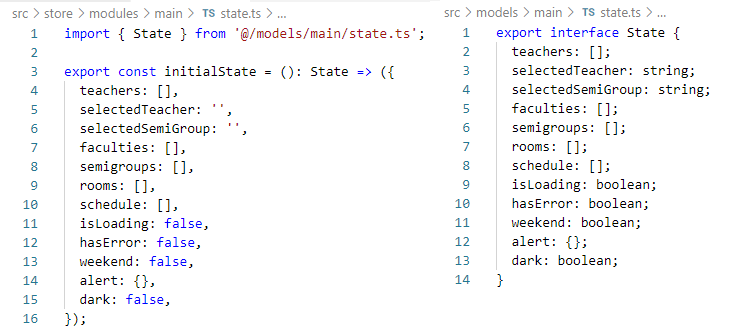 src > store > modules > main > TS state.ts > ...
1 import { State } from '@/models/main/state.ts';
2
3 export const initialState = (): State => ({
4 teachers: [],
5 selectedTeacher: '',
6 selectedSemiGroup: '',
7 faculties: [],
8 semigroups: [],
9 rooms: [],
10 schedule: [],
11 isLoading: false,
12 hasError: false,
13 weekend: false,
14 alert: {},
15 dark: false,
16 });
src > models > main > TS state.ts > ...
1 export interface State {
2 teachers: [];
3 selectedTeacher: string;
4 selectedSemiGroup: string;
5 faculties: [];
6 semigroups: [];
7 rooms: [];
8 schedule: [];
9 isLoading: boolean;
10 hasError: boolean;
11 weekend: boolean;
12 alert: {};
13 dark: boolean;
14 }